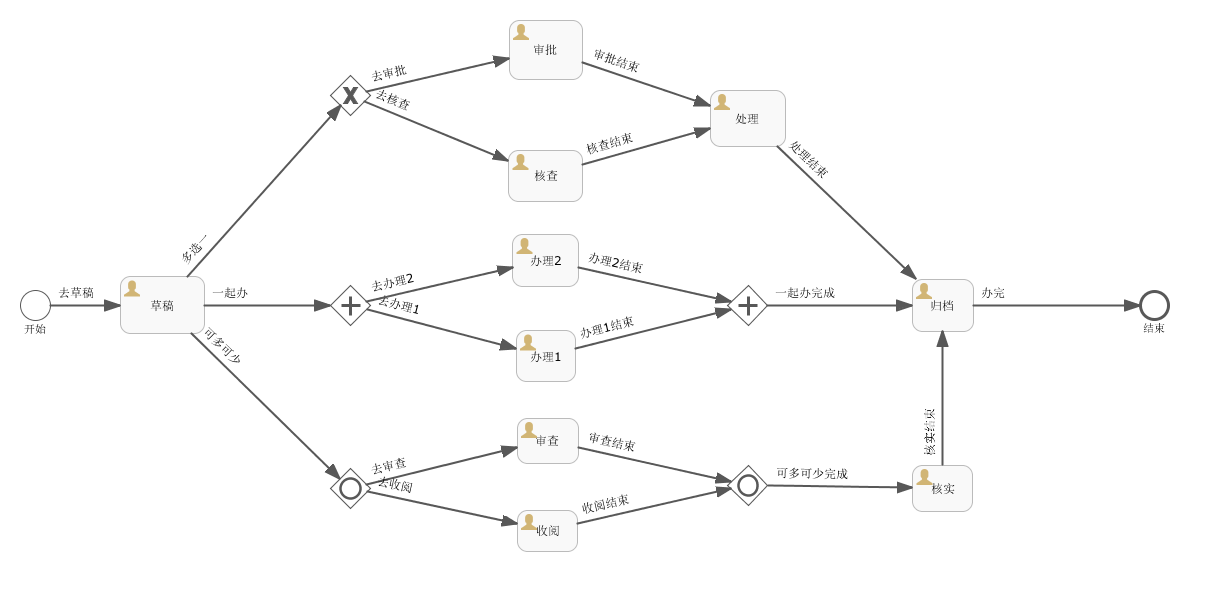 审批
审批结束
去审批
去核查
处理
核查结束
核查
处理结束
多选一
办理2
办理2结束
去草稿
草稿
一起办
去办理2
去办理1
一起办完成
归档
办完
开始
结束
办理1结束
办理1
可多可少
审查
审查结束
去审查
去收阅
核实结束
可多可少完成
核实
收阅结束
收阅